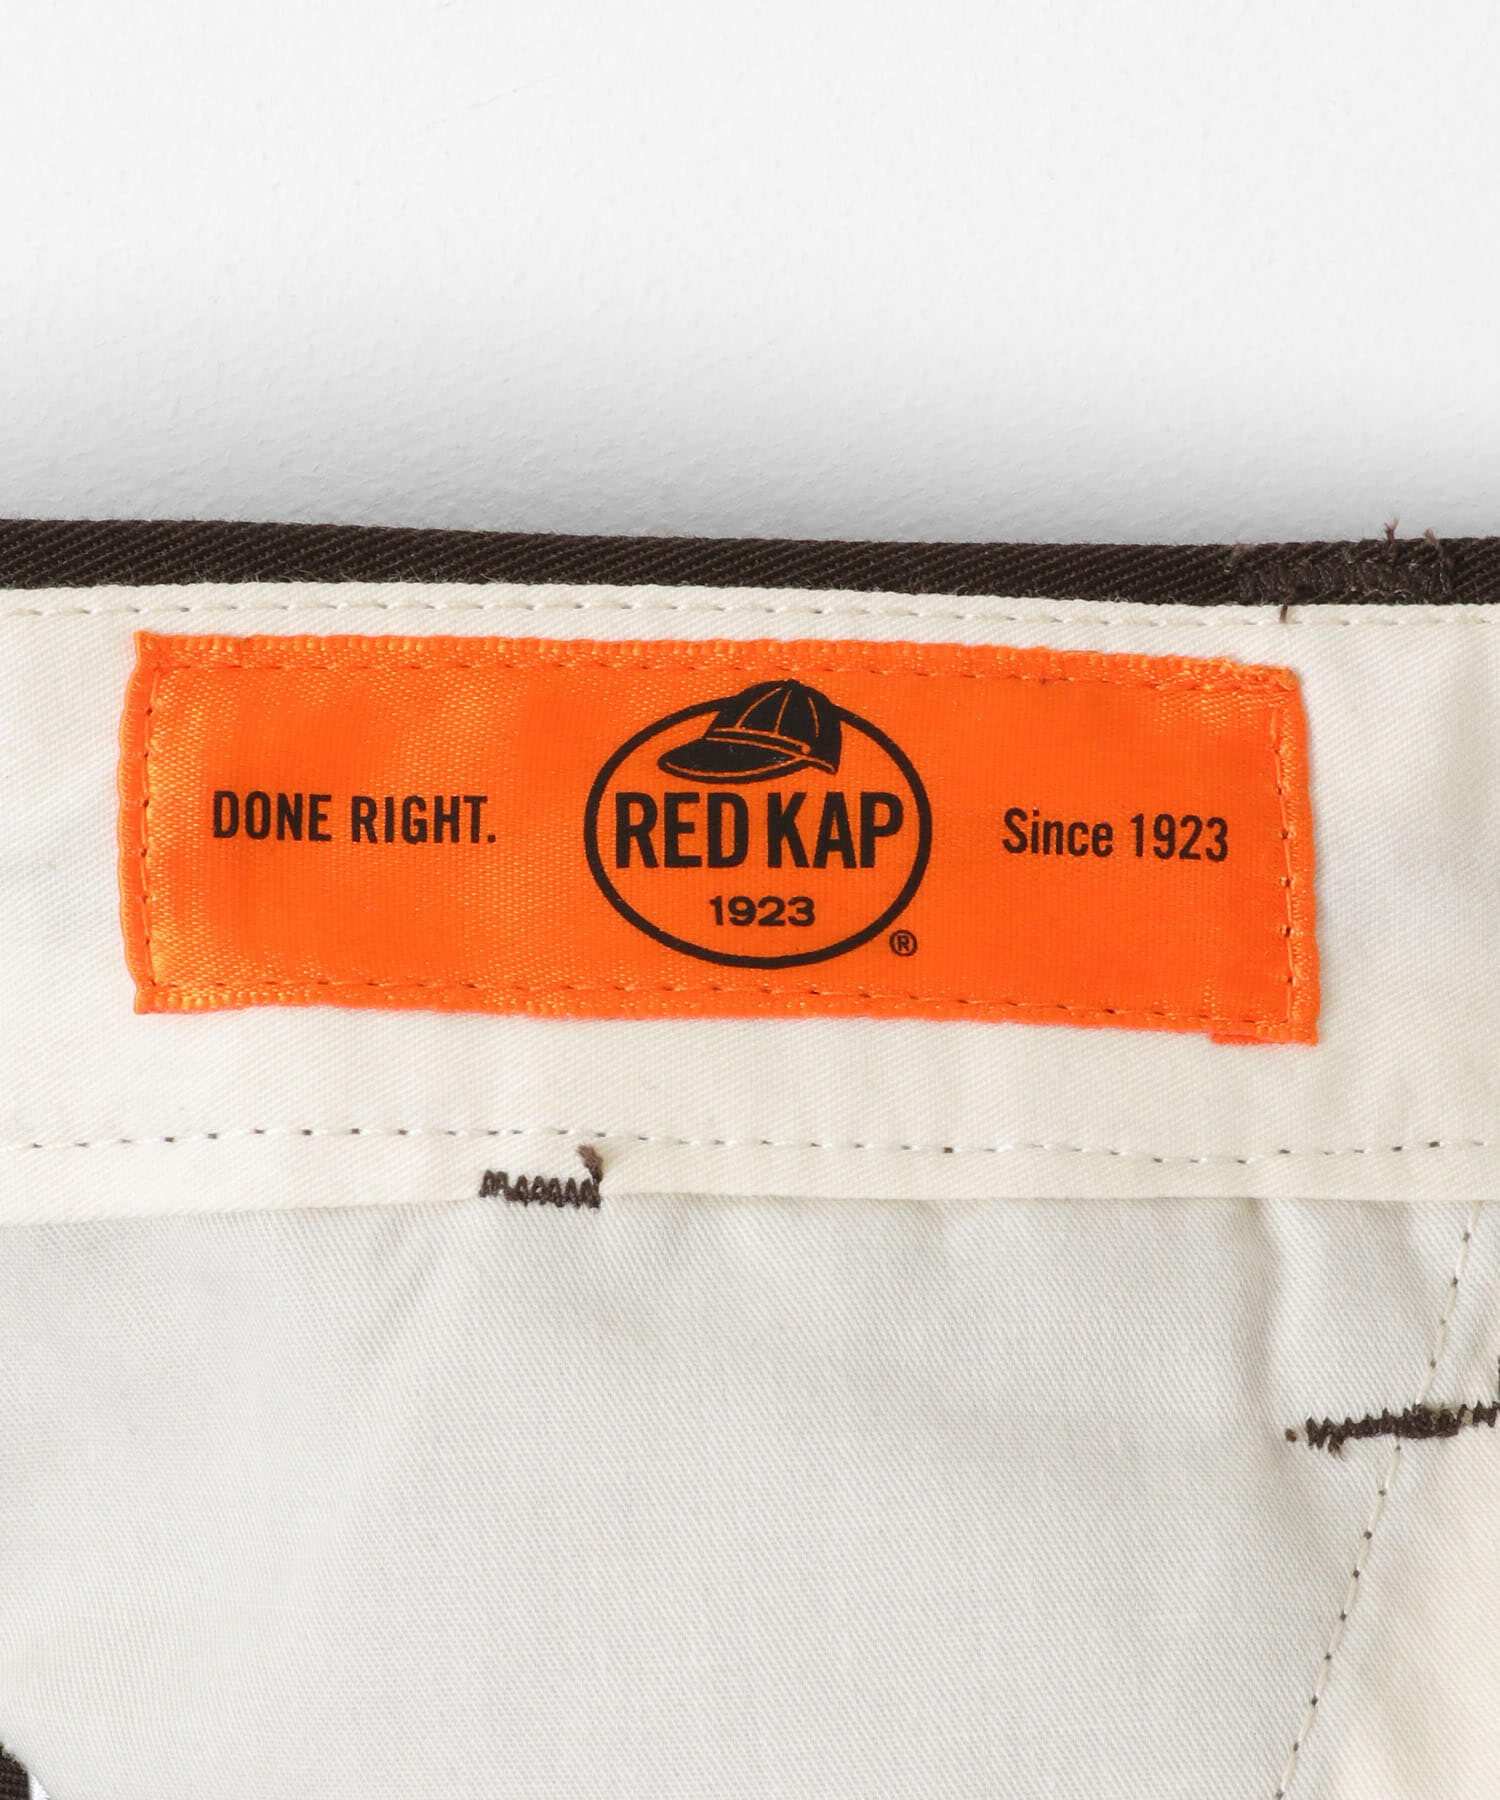 DONE RIGHT.
RED KAP
1923
®
Since 1923